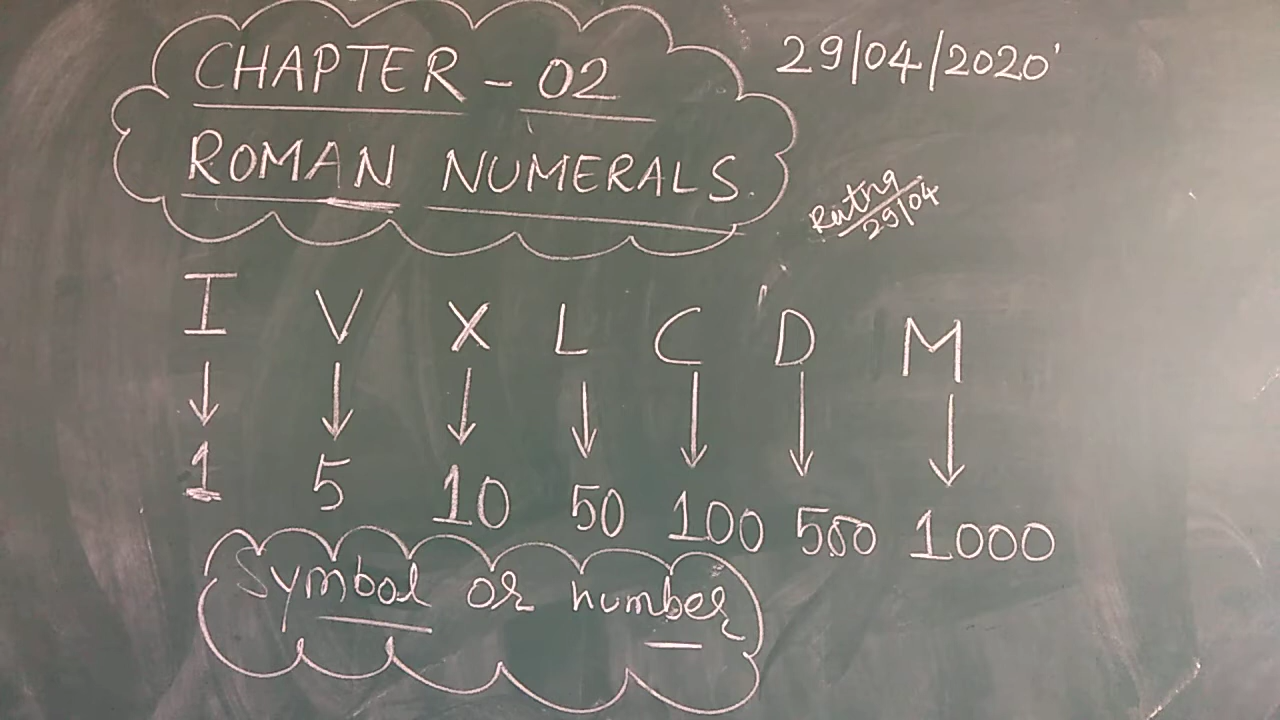 CHAPTER - 02
29/04/2020
ROMAN NUMERALS
29/04
I V X L C D M
1 5 10 50 100 500 1000
Symbol or number